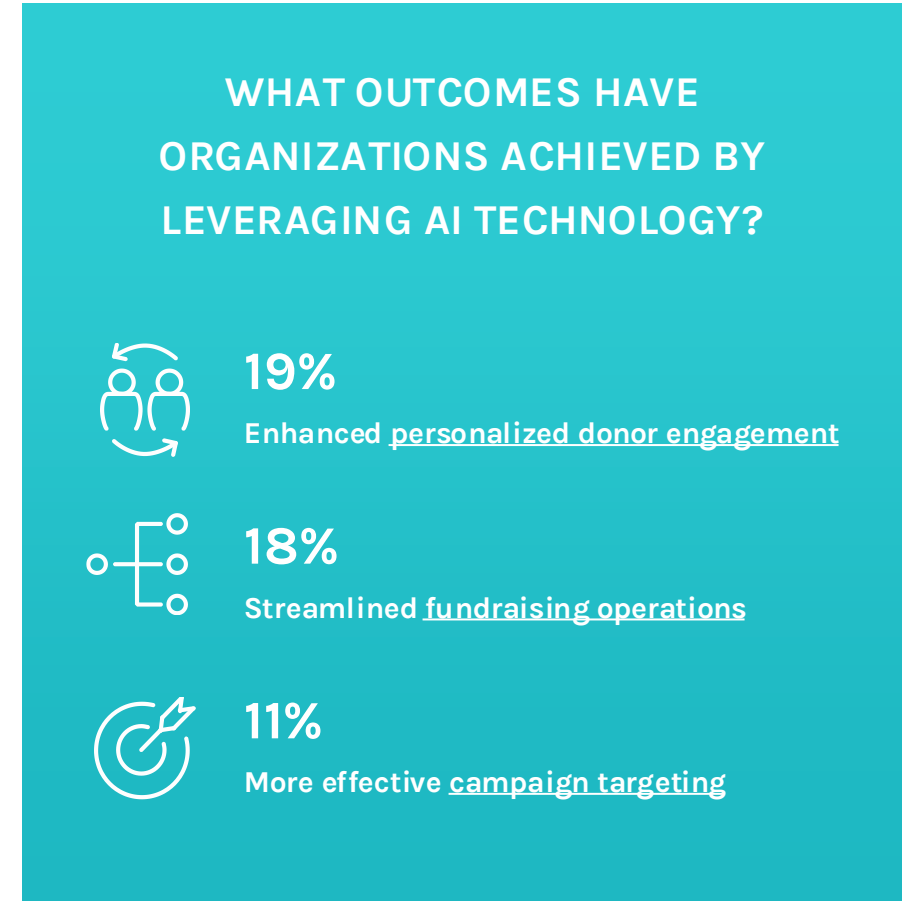 WHAT OUTCOMES HAVE
ORGANIZATIONS ACHIEVED BY
LEVERAGING AI TECHNOLOGY?
19%
Enhanced personalized donor engagement
18%
Streamlined fundraising operations
11%
More effective campaign targeting